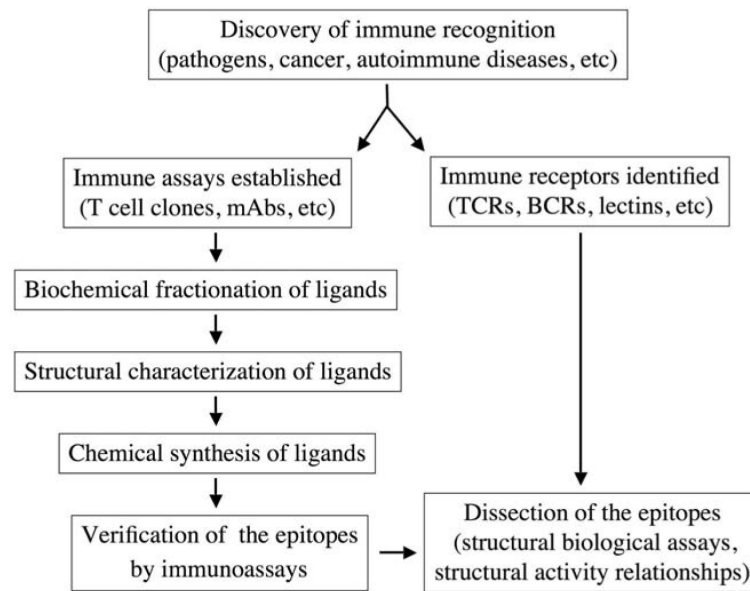 Discovery of immune recognition
(pathogens, cancer, autoimmune diseases, etc)
Immune assays established
(T cell clones, mAbs, etc)
Immune receptors identified
(TCRs, BCRs, lectins, etc)
Biochemical fractionation of ligands
Structural characterization of ligands
Chemical synthesis of ligands
Verification of the epitopes
by immunoassays
Dissection of the epitopes
(structural biological assays,
structural activity relationships)